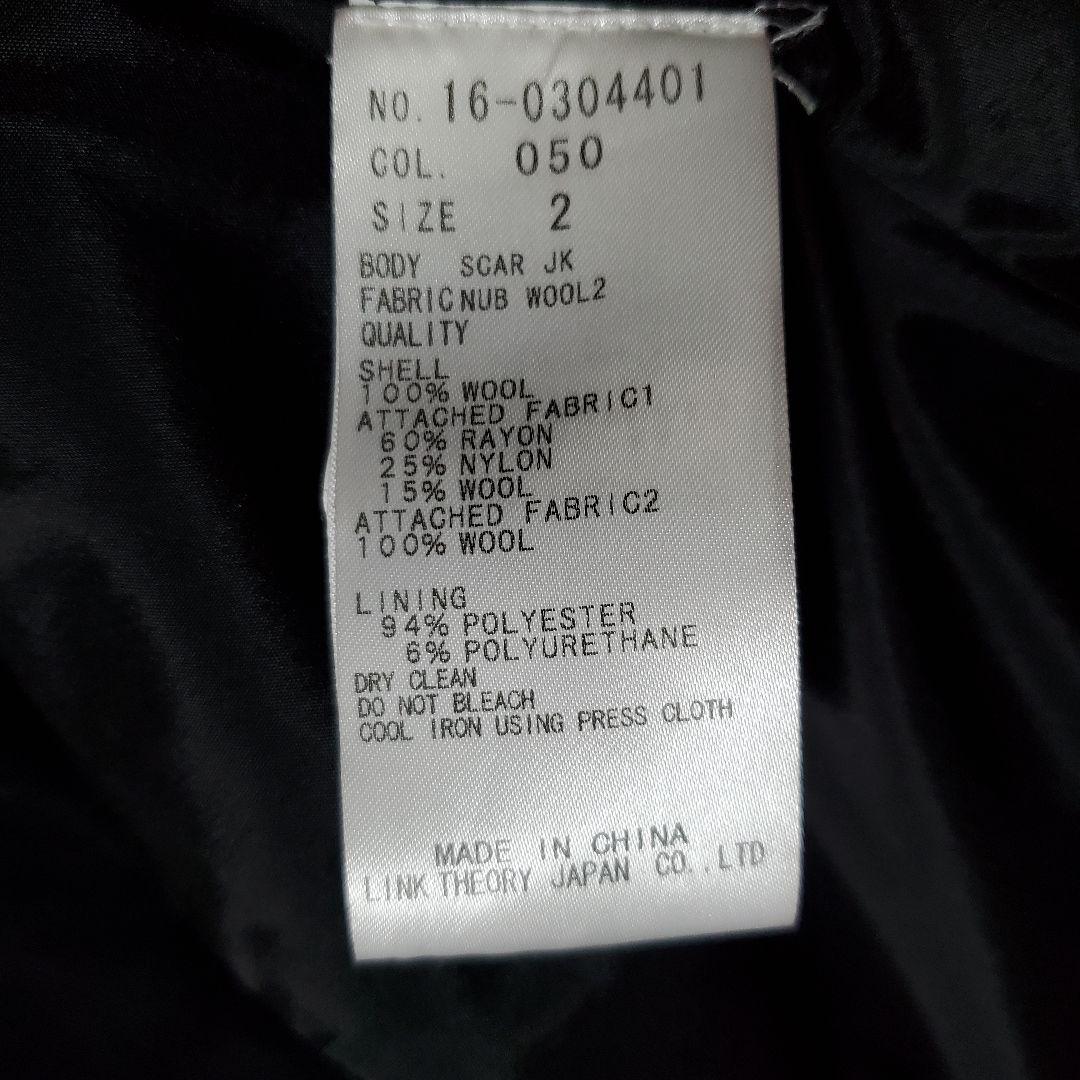 NO. 16-0304401
COL. 050
SIZE 2
BODY SCAR JK
FABRIC NUB WOOL2
QUALITY
SHELL
100% WOOL
ATTACHED FABRIC1
60% RAYON
25% NYLON
15% WOOL
ATTACHED FABRIC2
100% WOOL
LINING
94% POLYESTER
6% POLYURETHANE
DRY CLEAN
DO NOT BLEACH
COOL IRON USING PRESS CLOTH
MADE IN CHINA
LINK THEORY JAPAN CO.,LTD